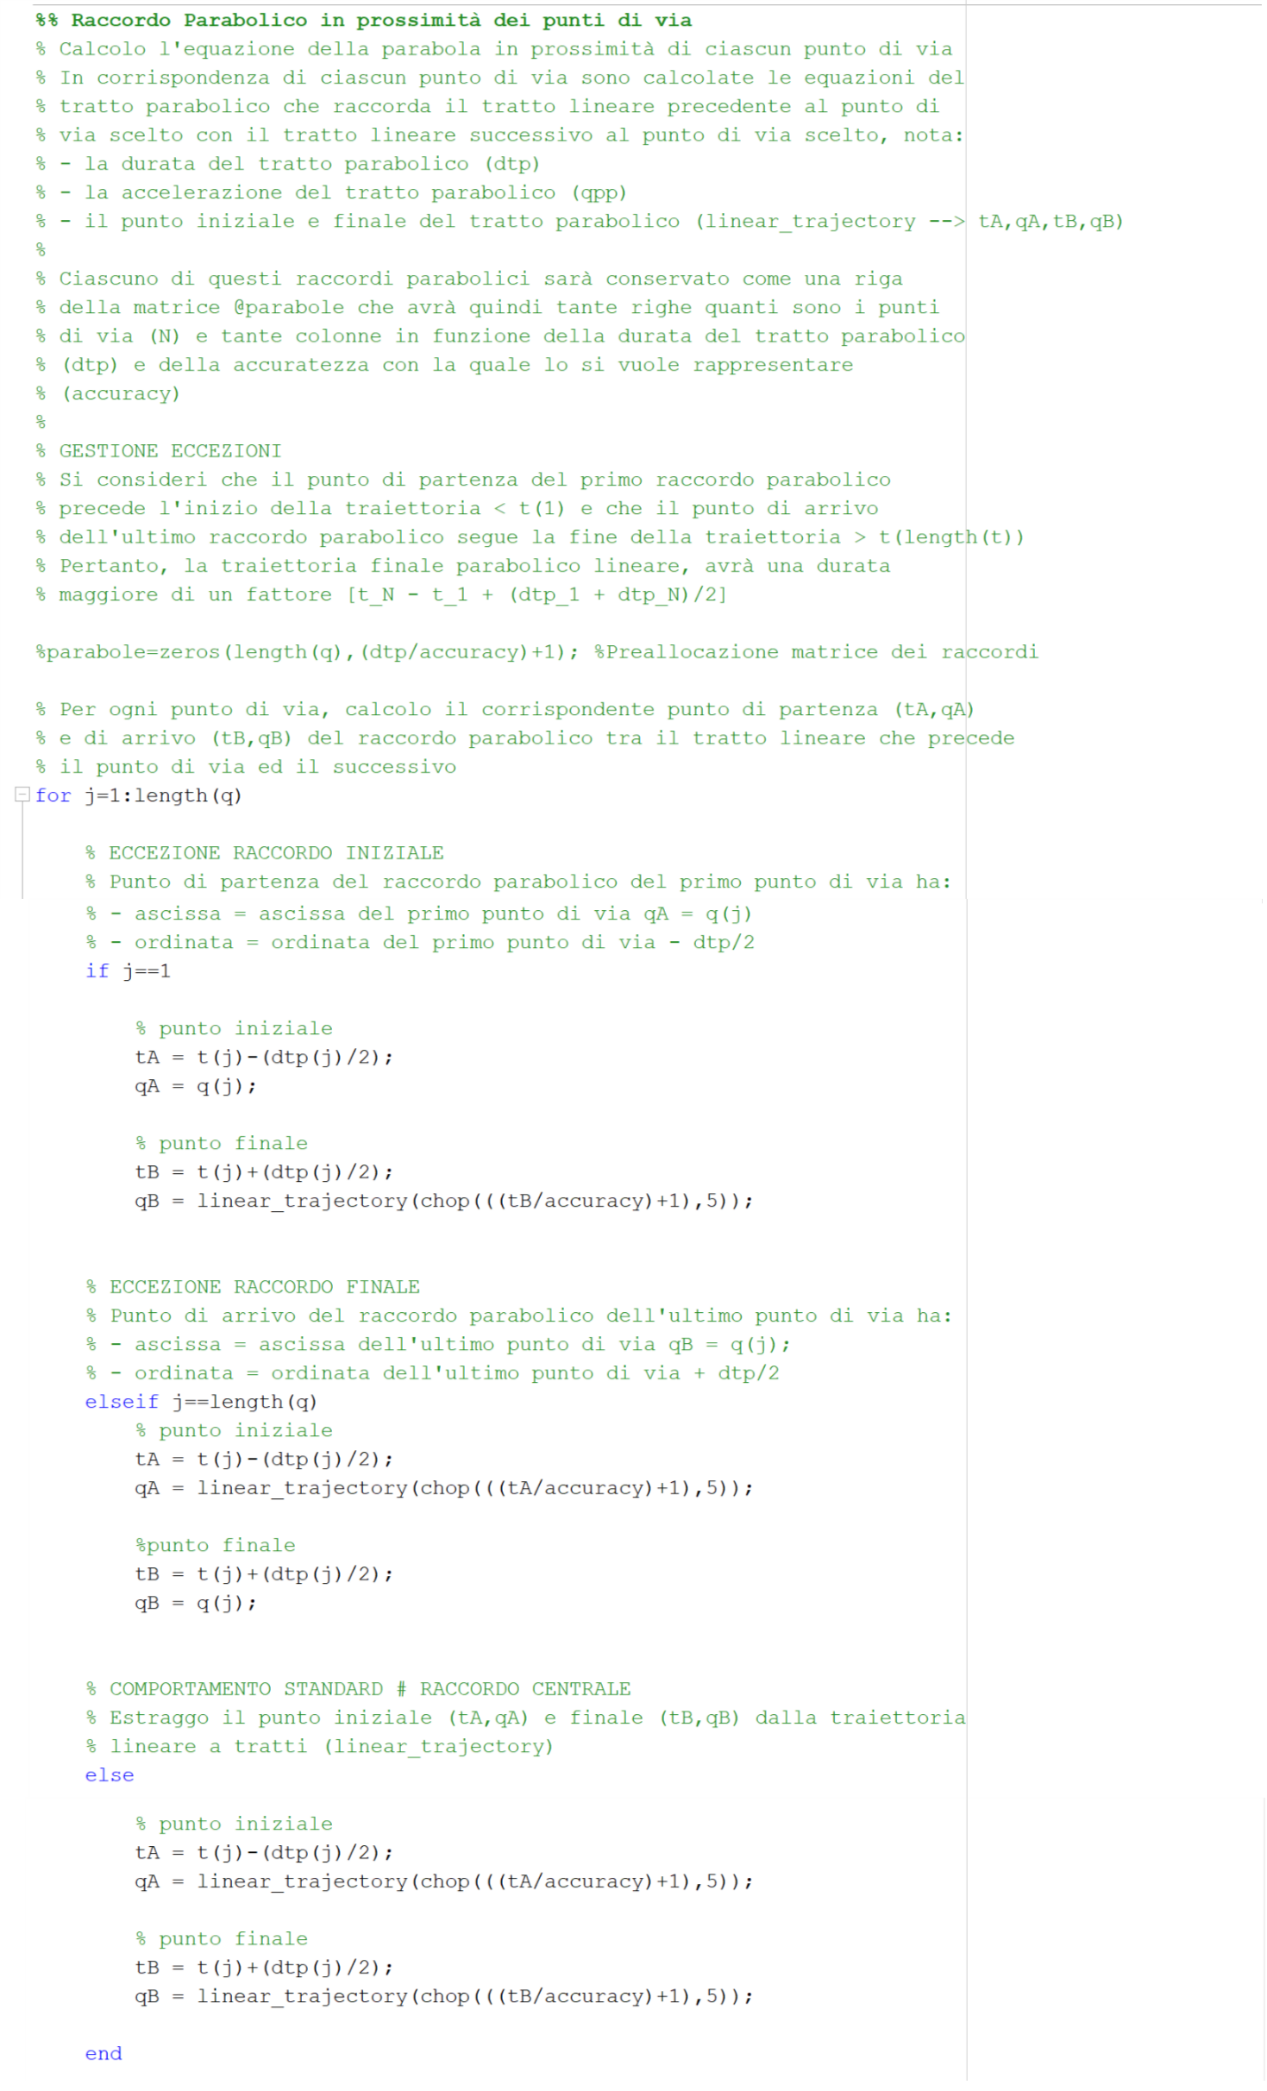 %% Raccordo Parabolico in prossimità dei punti di via
% Calcolo l'equazione della parabola in prossimità di ciascun punto di via
% In corrispondenza di ciascun punto di via sono calcolate le equazioni del
% tratto parabolico che raccorda il tratto lineare precedente al punto di
% via scelto con il tratto lineare successivo al punto di via scelto, nota:
% - la durata del tratto parabolico (dtp)
% - la accelerazione del tratto parabolico (qpp)
% - il punto iniziale e finale del tratto parabolico (linear_trajectory --> tA,qA,tB,qB)
%
% Ciascuno di questi raccordi parabolici sarà conservato come una riga
% della matrice @parabole che avrà quindi tante righe quanti sono i punti
% di via (N) e tante colonne in funzione della durata del tratto parabolico
% (dtp) e della accuratezza con la quale lo si vuole rappresentare
% (accuracy)
%
% GESTIONE ECCEZIONI
% Si consideri che il punto di partenza del primo raccordo parabolico
% precede l'inizio della traiettoria < t(1) e che il punto di arrivo
% dell'ultimo raccordo parabolico segue la fine della traiettoria > t(length(t))
% Pertanto, la traiettoria finale parabolico lineare, avrà una durata
% maggiore di un fattore [t_N - t_1 + (dtp_1 + dtp_N)/2]
%parabole=zeros(length(q),(dtp/accuracy)+1); %Preallocazione matrice dei raccordi
% Per ogni punto di via, calcolo il corrispondente punto di partenza (tA,qA)
% e di arrivo (tB,qB) del raccordo parabolico tra il tratto lineare che precede
% il punto di via ed il successivo
for j=1:length(q)
% ECCEZIONE RACCORDO INIZIALE
% Punto di partenza del raccordo parabolico del primo punto di via ha:
% - ascissa = ascissa del primo punto di via qA = q(j)
% - ordinata = ordinata del primo punto di via - dtp/2
if j==1
% punto iniziale
tA = t(j)-(dtp(j)/2);
qA = q(j);
% punto finale
tB = t(j)+(dtp(j)/2);
qB = linear_trajectory(chop(((tB/accuracy)+1),5));
% ECCEZIONE RACCORDO FINALE
% Punto di arrivo del raccordo parabolico dell'ultimo punto di via ha:
% - ascissa = ascissa dell'ultimo punto di via qB = q(j);
% - ordinata = ordinata dell'ultimo punto di via + dtp/2
elseif j==length(q)
% punto iniziale
tA = t(j)-(dtp(j)/2);
qA = linear_trajectory(chop(((tA/accuracy)+1),5));
%punto finale
tB = t(j)+(dtp(j)/2);
qB = q(j);
% COMPORTAMENTO STANDARD # RACCORDO CENTRALE
% Estraggo il punto iniziale (tA,qA) e finale (tB,qB) dalla traiettoria
% lineare a tratti (linear_trajectory)
else
% punto iniziale
tA = t(j)-(dtp(j)/2);
qA = linear_trajectory(chop(((tA/accuracy)+1),5));
% punto finale
tB = t(j)+(dtp(j)/2);
qB = linear_trajectory(chop(((tB/accuracy)+1),5));
end